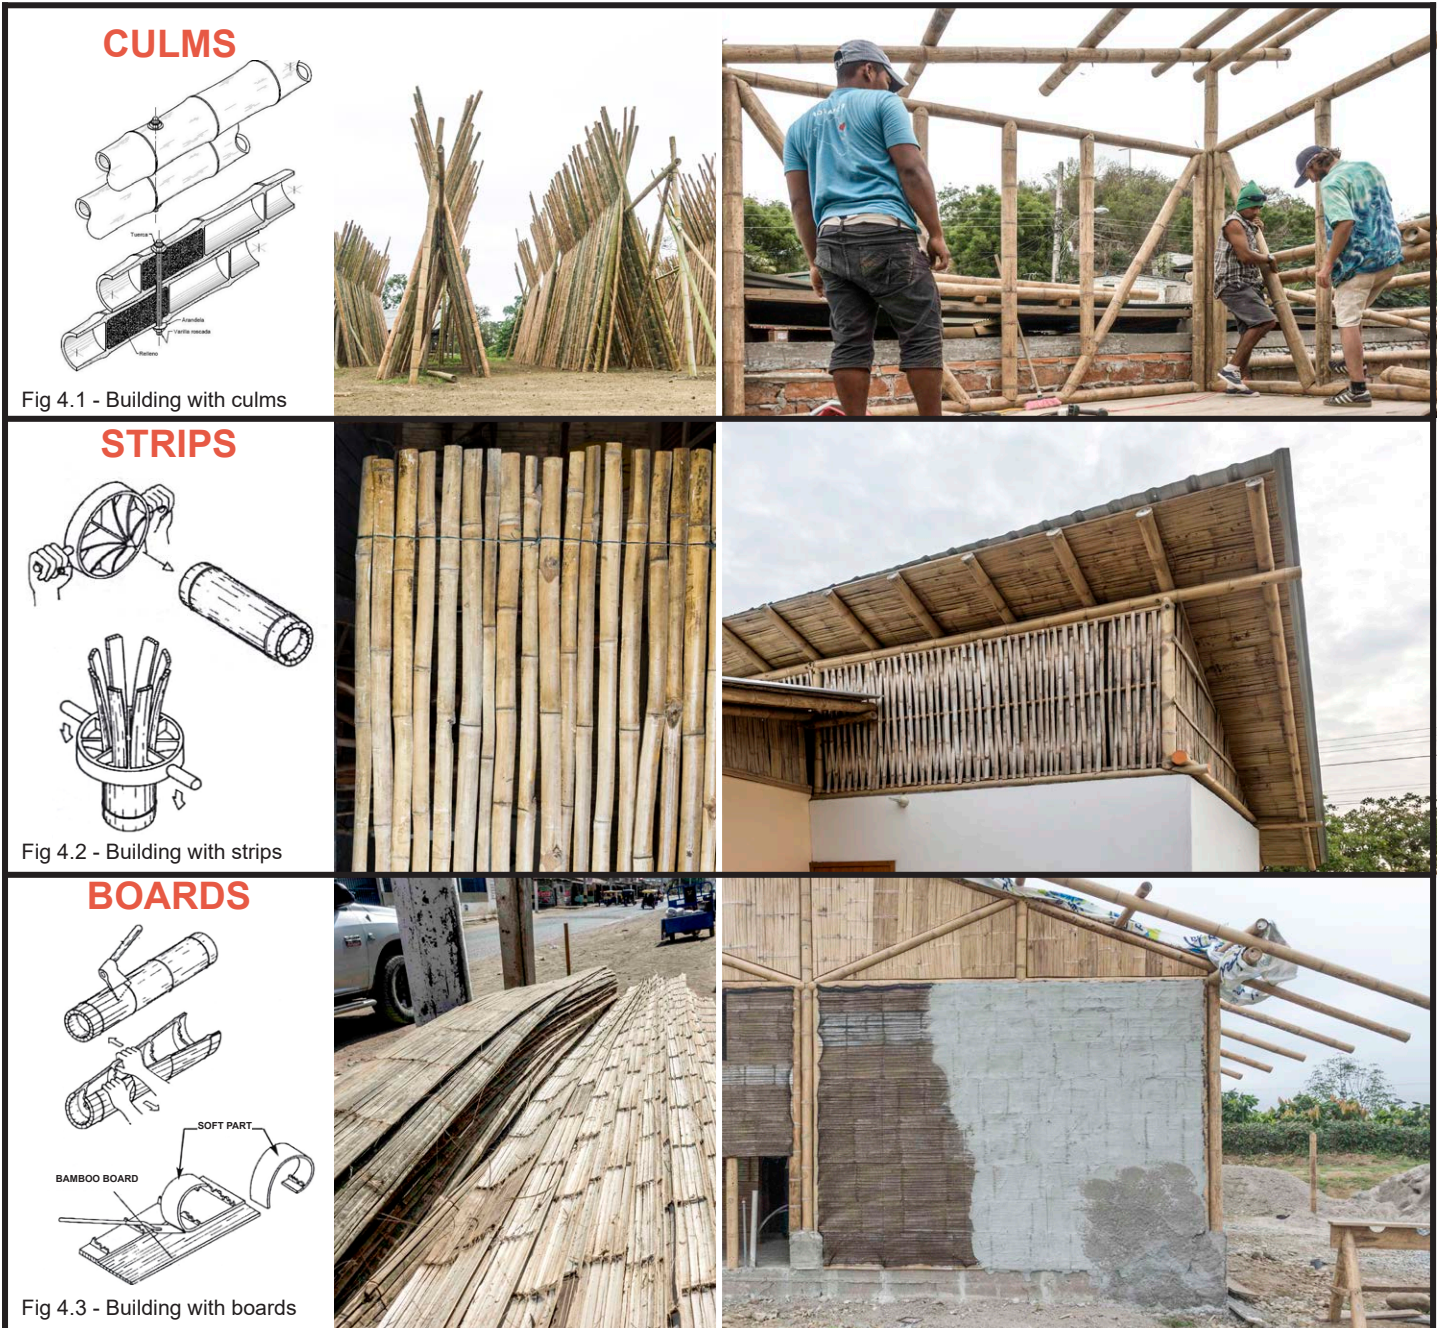 CULMS
Tuerca
Arandela
Varilla roscada
Relleno
Fig 4.1 - Building with culms
STRIPS
Fig 4.2 - Building with strips
BOARDS
SOFT PART
BAMBOO BOARD
Fig 4.3 - Building with boards